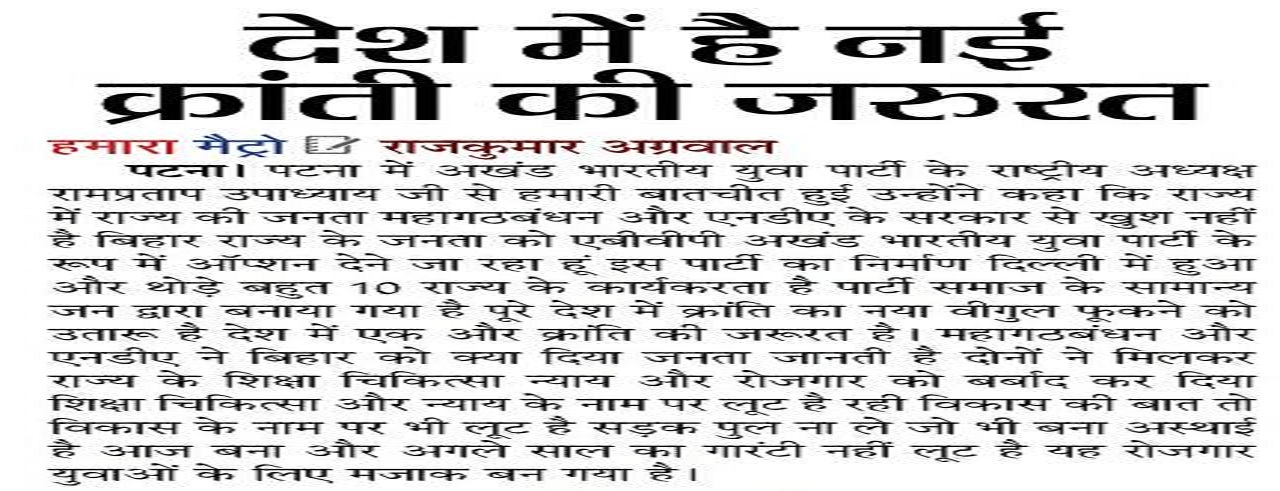 देश में है नई
क्रांती की जरुरत
हमारा मैट्रो राजकुमार अग्रवाल
पटना। पटना में अखंड भारतीय युवा पार्टी के राष्ट्रीय अध्यक्ष
रामप्रताप उपाध्याय जी से हमारी बातचीत हुई उन्होंने कहा कि राज्य
में राज्य की जनता महागठबंधन और एनडीए के सरकार से खुश नहीं
है बिहार राज्य के जनता को एबीवीपी अखंड भारतीय युवा पार्टी के
रूप में ऑप्शन देने जा रहा हूं इस पार्टी का निर्माण दिल्ली में हुआ
और थोड़े बहुत 10 राज्य के कार्यकरता है पार्टी समाज के सामान्य
जन द्वारा बनाया गया है पूरे देश में क्रांति का नया वीगुल फूकने को
उतारू है देश में एक और क्रांति की जरूरत है। महागठबंधन और
एनडीए ने बिहार को क्या दिया जनता जानती है दोनों ने मिलकर
राज्य के शिक्षा चिकित्सा न्याय और रोजगार को बर्बाद कर दिया
शिक्षा चिकित्सा और न्याय के नाम पर लूट है रही विकास की बात तो
विकास के नाम पर भी लूट है सड़क पुल ना ले जो भी बना अस्थाई
है आज बना और अगले साल का गारंटी नहीं लूट है यह रोजगार
युवाओं के लिए मजाक बन गया है।